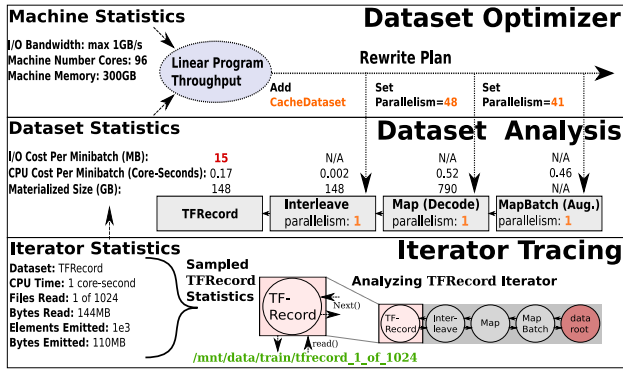 Machine Statistics
Dataset Optimizer
I/O Bandwidth: max 1GB/s
Machine Number Cores: 96
Machine Memory: 300GB
Linear Program
Throughput
Rewrite Plan
Add
CacheDataset
Set
Parallelism=48
Set
Parallelism=41
Dataset Statistics
Dataset Analysis
I/O Cost Per Minibatch (MB): 15 N/A N/A N/A
CPU Cost Per Minibatch (Core-Seconds): 0.17 0.002 0.52 0.46
Materialized Size (GB): 148 148 790 N/A
TFRecord
Interleave
parallelism: 1
Map (Decode)
parallelism: 1
MapBatch (Aug.)
parallelism: 1
Iterator Statistics
Iterator Tracing
Dataset: TFRecord
CPU Time: 1 core-second
Files Read: 1 of 1024
Bytes Read: 144MB
Elements Emitted: 1e3
Bytes Emitted: 110MB
Sampled
TFRecord
Statistics
TF-
Record
Next()
read()
/mnt/data/train/tfrecord_1_of_1024
Analyzing TFRecord Iterator
TF-
Record
Inter-
leave
Map
Map
Batch
data
root